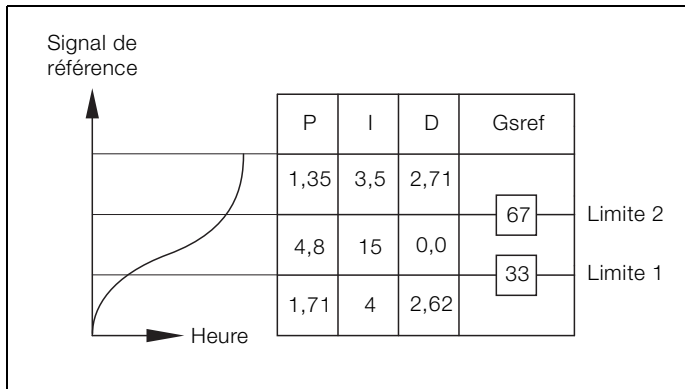 Signal de
référence
P I D Gsref
1,35 3,5 2,71
67 Limite 2
4,8 15 0,0
33 Limite 1
1,71 4 2,62
Heure